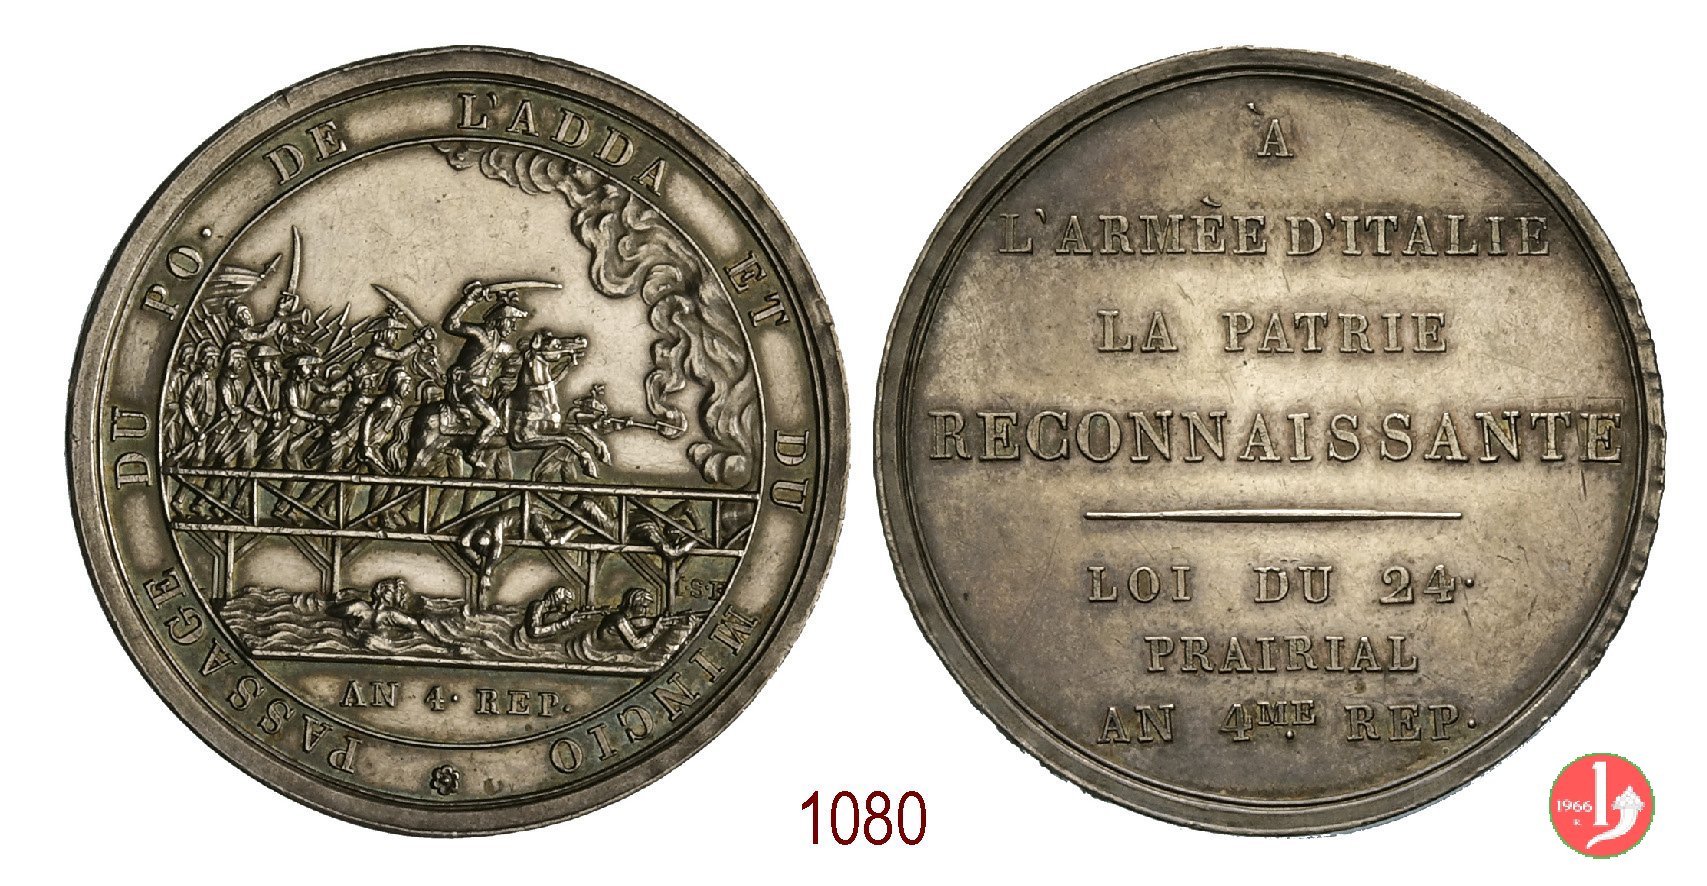 PASSAGE DU PO. DE L'ADDA ET DU MINCIO
AN 4. REP.
À
L'ARMÈE D'ITALIE
LA PATRIE
RECONNAISSANTE
LOI DU 24.
PRAIRIAL
AN 4ME. REP.
1080
1966
R.